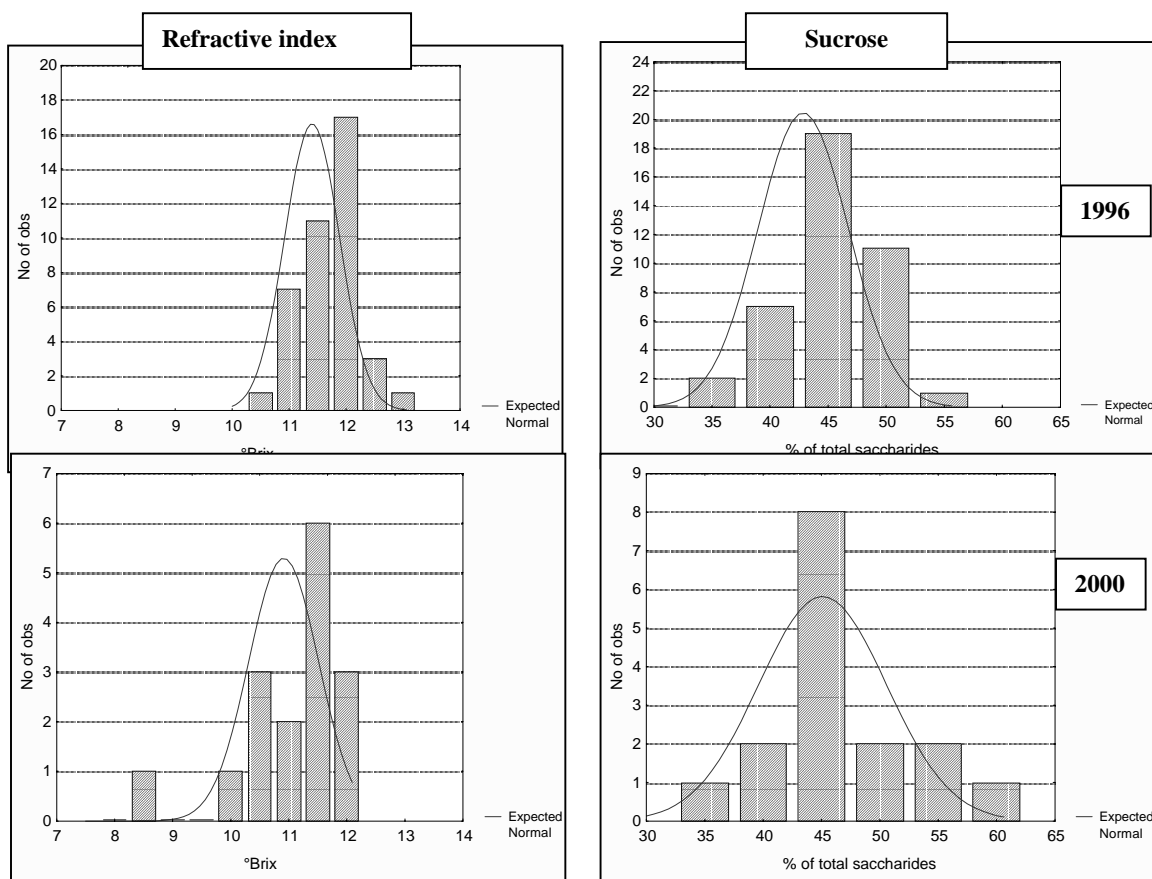 Refractive index
Sucrose
20
18
16
14
12
10
8
6
4
2
0
No of obs
7 8 9 10 11 12 13 14
°Brix
Expected
Normal
24
22
20
18
16
14
12
10
8
6
4
2
0
No of obs
30 35 40 45 50 55 60 65
% of total saccharides
Expected
Normal
1996
7
6
5
4
3
2
1
0
No of obs
7 8 9 10 11 12 13 14
°Brix
Expected
Normal
9
8
7
6
5
4
3
2
1
0
No of obs
30 35 40 45 50 55 60 65
% of total saccharides
Expected
Normal
2000